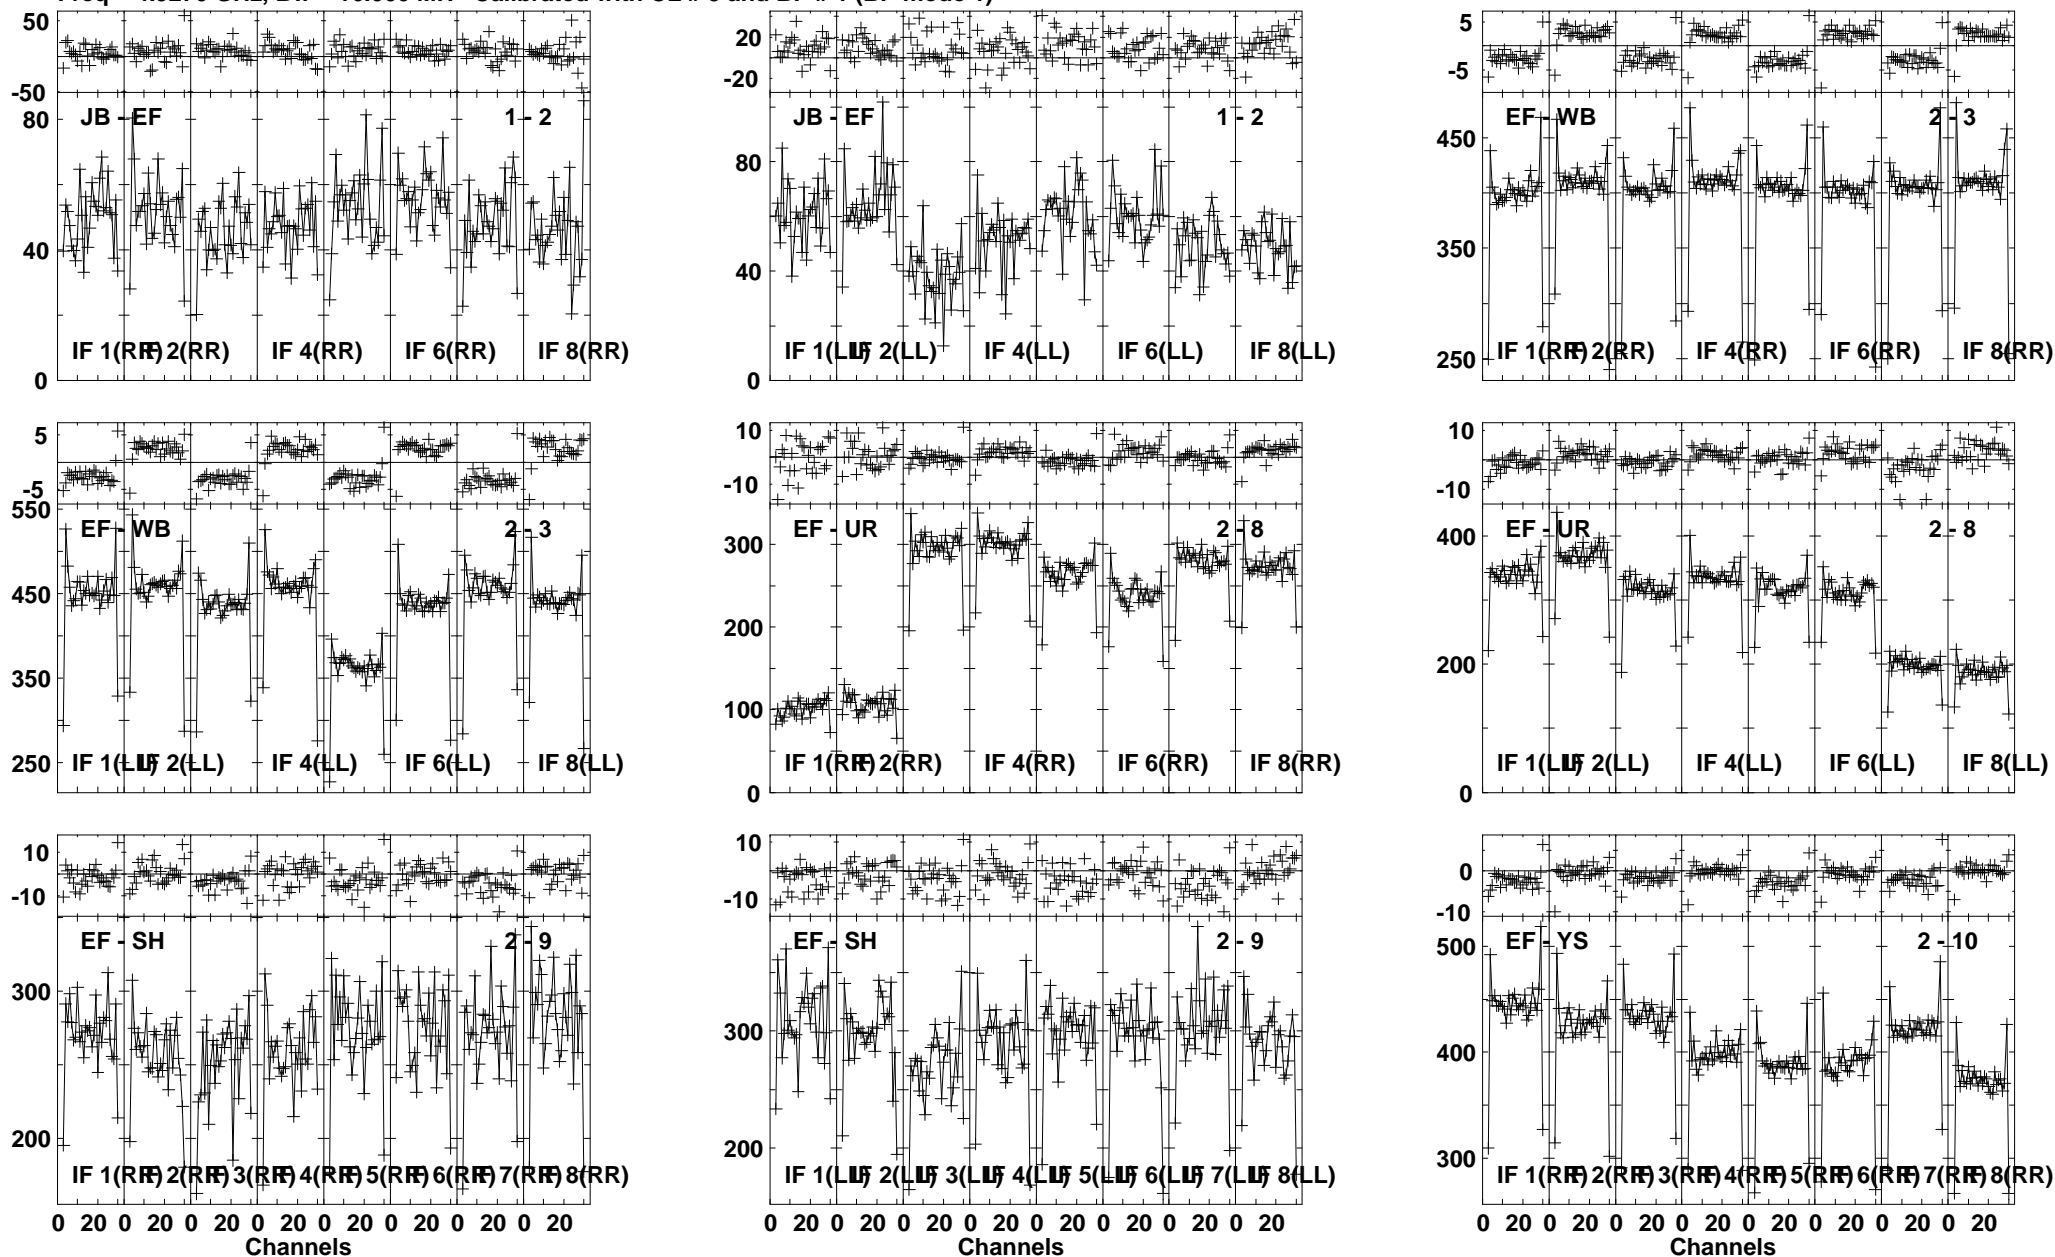 50
-50
80
40
0
JB - EF
1 - 2
IF 1(RR)
IF 2(RR)
IF 4(RR)
IF 6(RR)
IF 8(RR)
20
-20
80
40
0
JB - EF
1 - 2
IF 1(LL)
IF 2(LL)
IF 4(LL)
IF 6(LL)
IF 8(LL)
5
-5
450
350
250
EF - WB
2 - 3
IF 1(RR)
IF 2(RR)
IF 4(RR)
IF 6(RR)
IF 8(RR)
5
-5
550
450
350
250
EF - WB
2 - 3
IF 1(LL)
IF 2(LL)
IF 4(LL)
IF 6(LL)
IF 8(LL)
10
-10
300
200
100
0
EF - UR
2 - 8
IF 1(RR)
IF 2(RR)
IF 4(RR)
IF 6(RR)
IF 8(RR)
10
-10
400
200
0
EF - UR
2 - 8
IF 1(LL)
IF 2(LL)
IF 4(LL)
IF 6(LL)
IF 8(LL)
10
-10
300
200
EF - SH
2 - 9
IF 1(RR)
IF 2(RR)
IF 3(RR)
IF 4(RR)
IF 5(RR)
IF 6(RR)
IF 7(RR)
IF 8(RR)
0 20 0 20 0 20 0 20 0 20 0 20 0 20 0 20
Channels
10
-10
300
200
EF - SH
2 - 9
IF 1(LL)
IF 2(LL)
IF 3(LL)
IF 4(LL)
IF 5(LL)
IF 6(LL)
IF 7(LL)
IF 8(LL)
0 20 0 20 0 20 0 20 0 20 0 20 0 20 0 20
Channels
0
-10
500
400
300
EF - YS
2 - 10
IF 1(RR)
IF 2(RR)
IF 3(RR)
IF 4(RR)
IF 5(RR)
IF 6(RR)
IF 7(RR)
IF 8(RR)
0 20 0 20 0 20 0 20 0 20 0 20 0 20 0 20
Channels